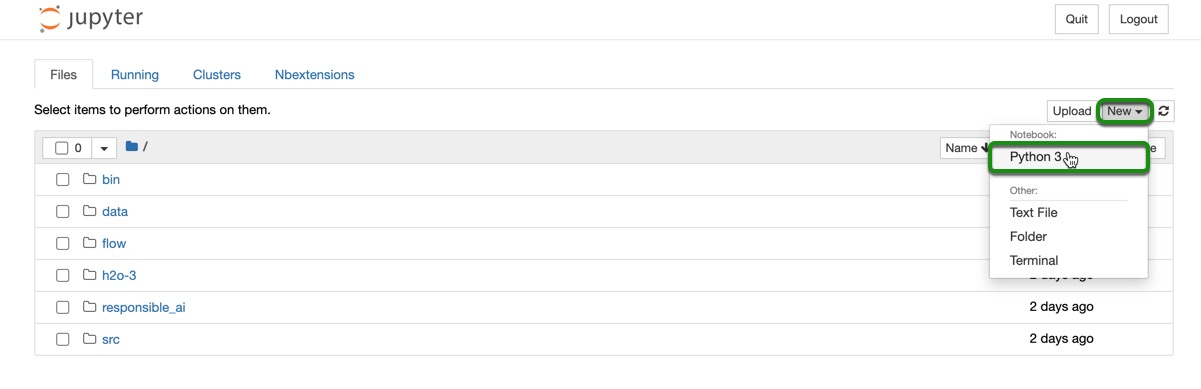 jupyter
Quit Logout
Files Running Clusters Nbextensions
Select items to perform actions on them.
Upload New
0 / Name
Notebook:
Python 3
bin
Other:
data
Text File
flow
Folder
Terminal
h2o-3
responsible_ai 2 days ago
src 2 days ago